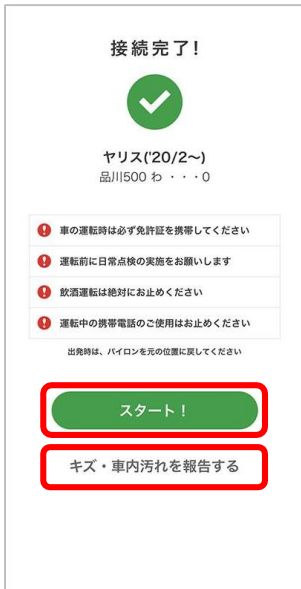 接続完了!
ヤリス('20/2～)
品川500 わ ・・・0
車の運転時は必ず免許証を携帯してください
運転前に日常点検の実施をお願いします
飲酒運転は絶対にお止めください
運転中の携帯電話のご使用はお止めください
出発時は、パイロンを元の位置に戻してください
スタート！
キズ・車内汚れを報告する